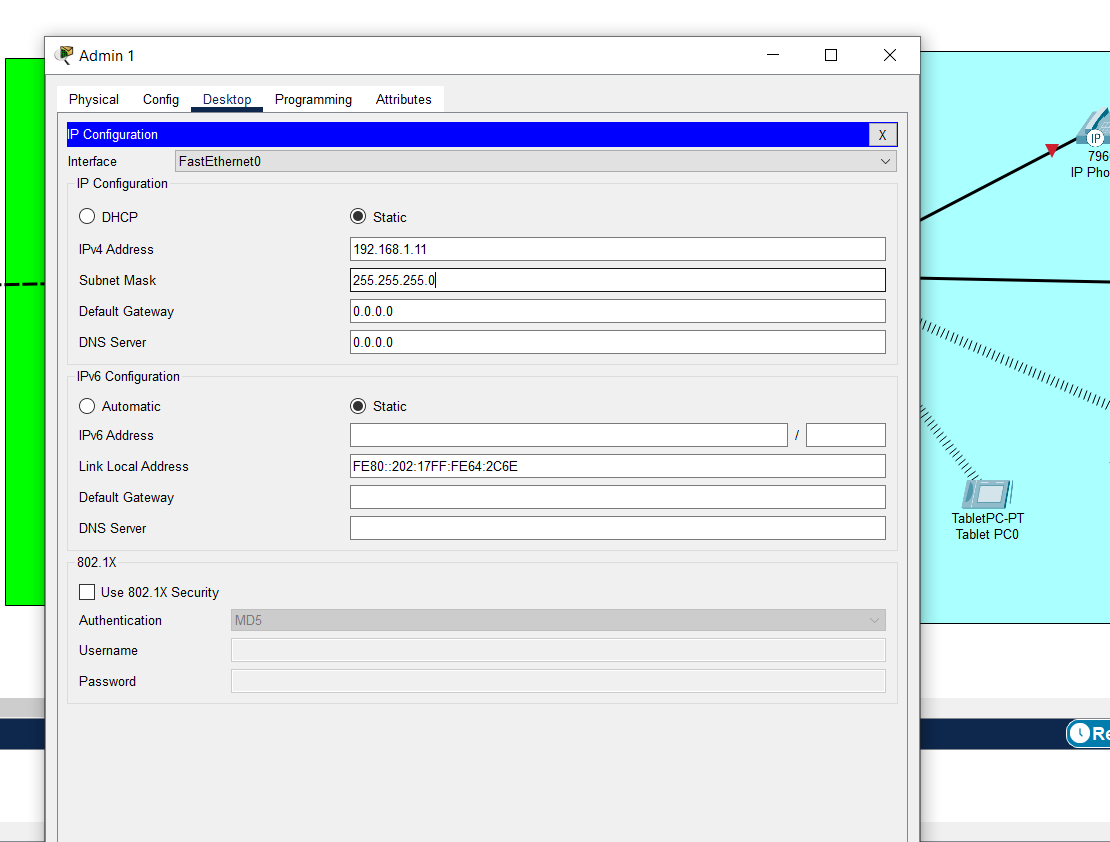 Admin 1
Physical Config Desktop Programming Attributes
IP Configuration X
Interface FastEthernet0
IP Configuration
DHCP Static
IPv4 Address 192.168.1.11
Subnet Mask 255.255.255.0
Default Gateway 0.0.0.0
DNS Server 0.0.0.0
IPv6 Configuration
Automatic Static
IPv6 Address /
Link Local Address FE80::202:17FF:FE64:2C6E
Default Gateway
DNS Server
802.1X
Use 802.1X Security
Authentication MD5
Username
Password
IP
796
IP Pho
TabletPC-PT
Tablet PC0
Re